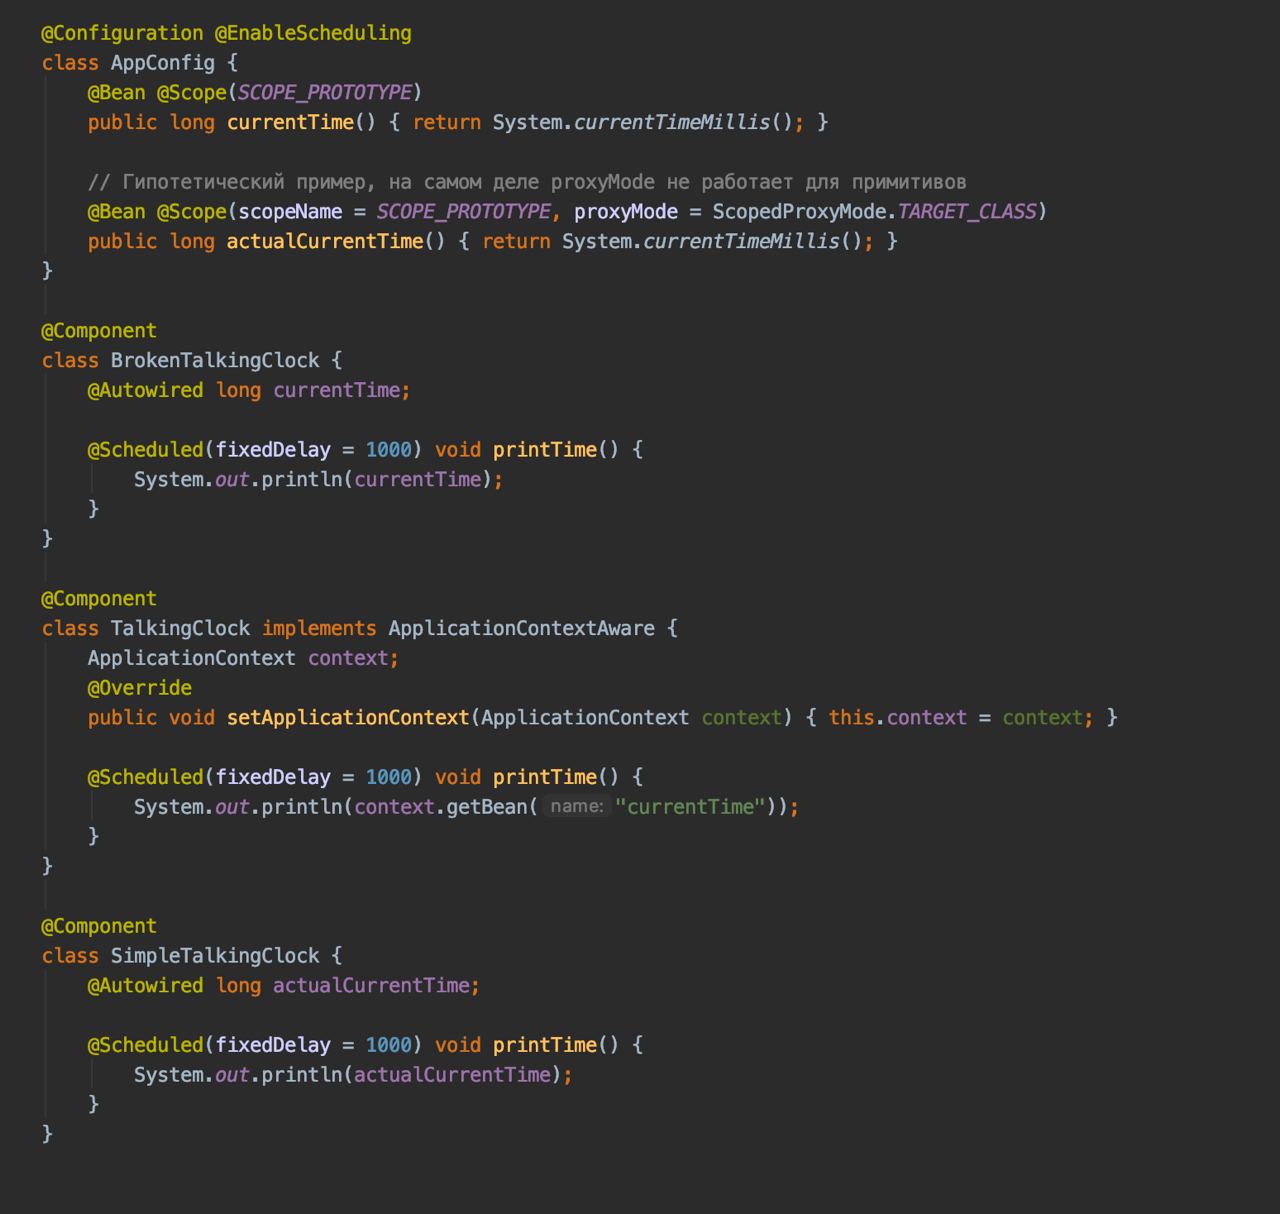 @Configuration @EnableScheduling
class AppConfig {
@Bean @Scope(SCOPE_PROTOTYPE)
public long currentTime() { return System.currentTimeMillis(); }
// Гипотетический пример, на самом деле proxyMode не работает для примитивов
@Bean @Scope(scopeName = SCOPE_PROTOTYPE, proxyMode = ScopedProxyMode.TARGET_CLASS)
public long actualCurrentTime() { return System.currentTimeMillis(); }
}
@Component
class BrokenTalkingClock {
@Autowired long currentTime;
@Scheduled(fixedDelay = 1000) void printTime() {
System.out.println(currentTime);
}
}
@Component
class TalkingClock implements ApplicationContextAware {
ApplicationContext context;
@Override
public void setApplicationContext(ApplicationContext context) { this.context = context; }
@Scheduled(fixedDelay = 1000) void printTime() {
System.out.println(context.getBean( name: "currentTime"));
}
}
@Component
class SimpleTalkingClock {
@Autowired long actualCurrentTime;
@Scheduled(fixedDelay = 1000) void printTime() {
System.out.println(actualCurrentTime);
}
}